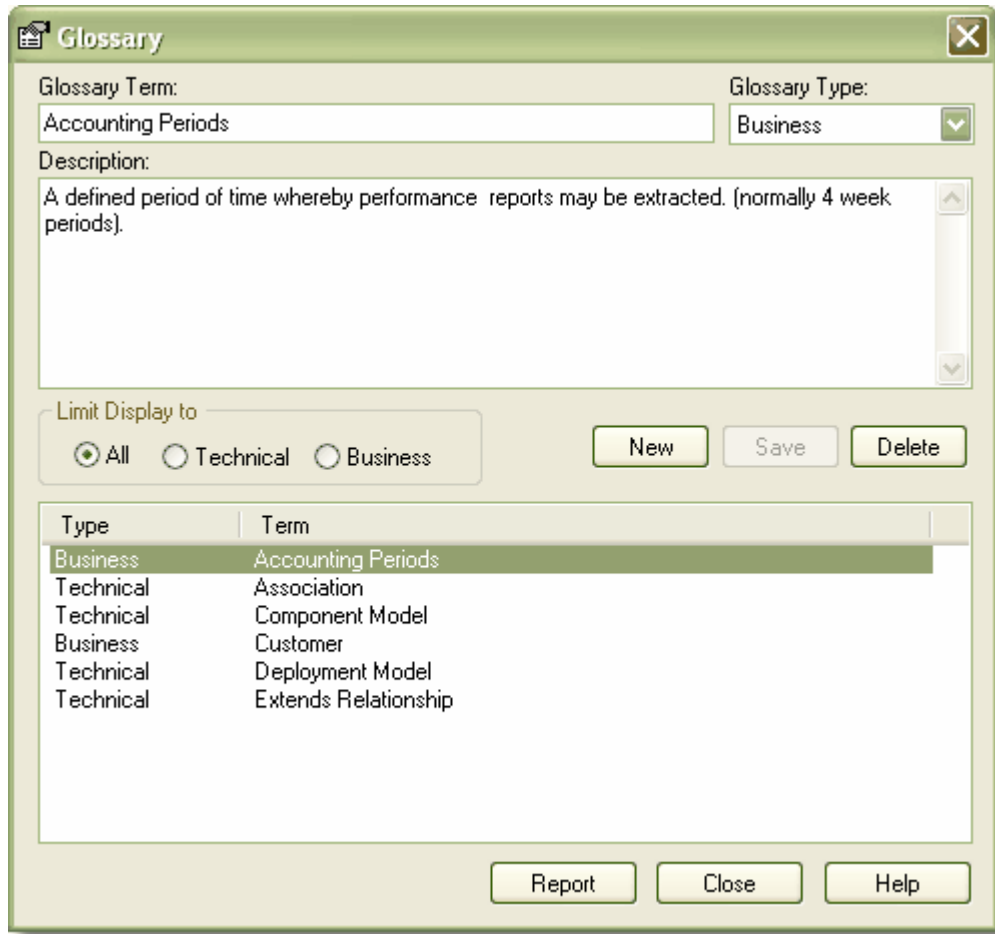 Glossary
Glossary Term: Glossary Type:
Accounting Periods Business
Description:
A defined period of time whereby performance  reports may be extracted. (normally 4 week
periods).
Limit Display to
All Technical Business New Save Delete
Type Term
Business Accounting Periods
Technical Association
Technical Component Model
Business Customer
Technical Deployment Model
Technical Extends Relationship
Report Close Help